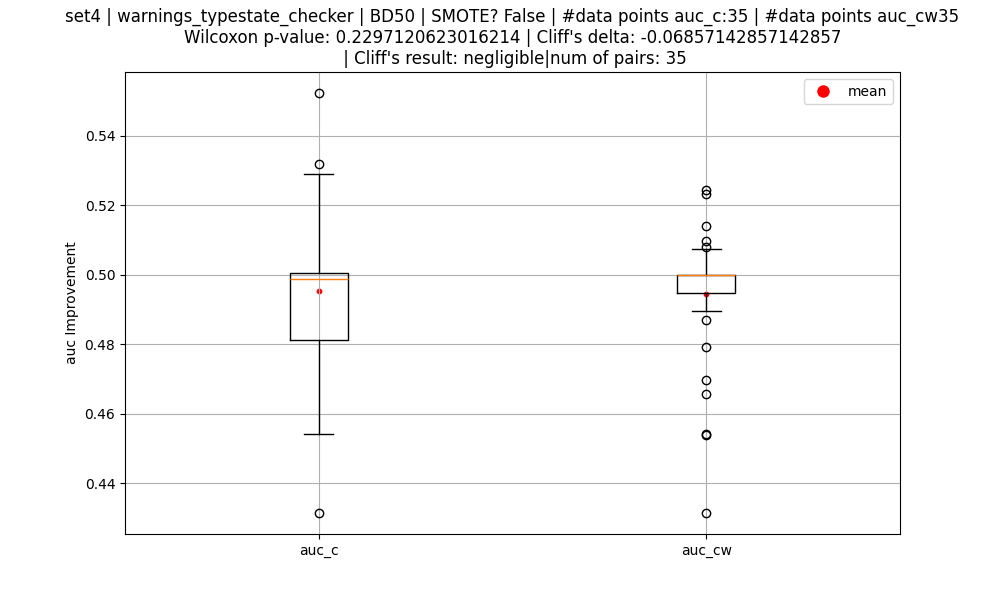 set4 | warnings_typestate_checker | BD50 | SMOTE? False | #data points auc_c:35 | #data points auc_cw35
Wilcoxon p-value: 0.2297120623016214 | Cliff's delta: -0.06857142857142857
| Cliff's result: negligible|num of pairs: 35
mean
0.54
0.52
0.50
0.48
0.46
0.44
auc Improvement
auc_c
auc_cw